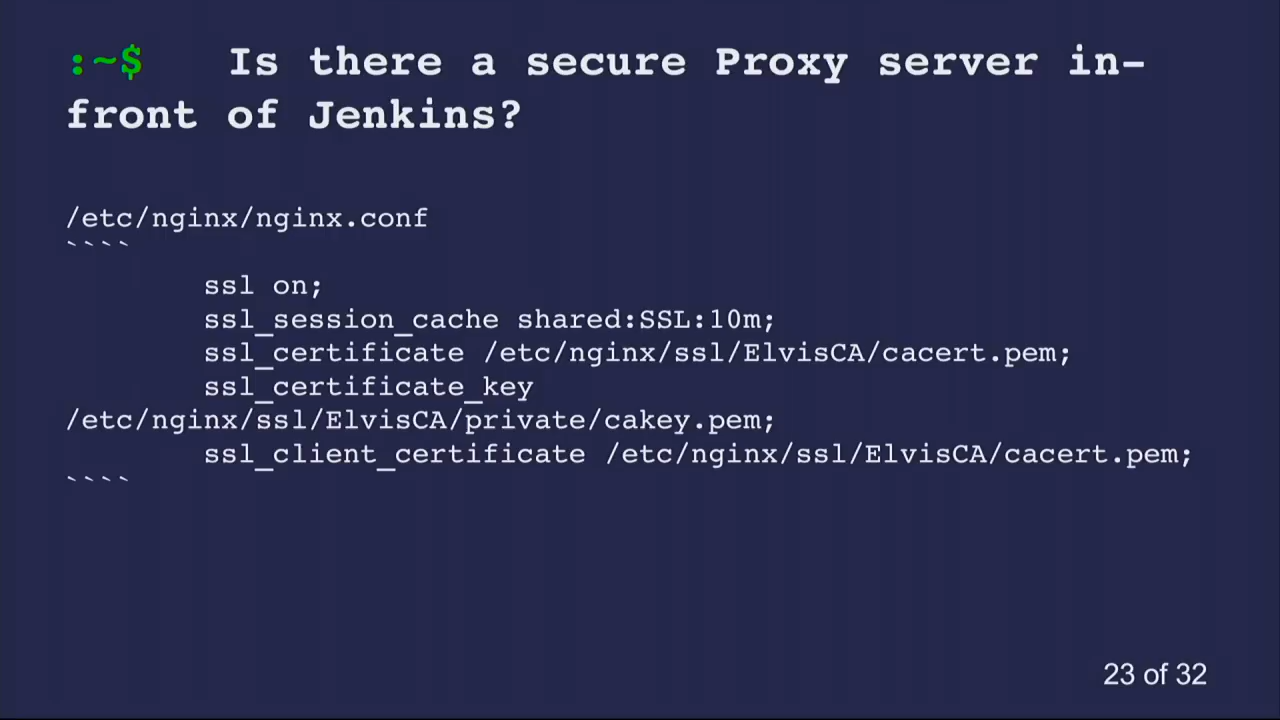 :~$ Is there a secure Proxy server in-
front of Jenkins?
/etc/nginx/nginx.conf
````
ssl on;
ssl_session_cache shared:SSL:10m;
ssl_certificate /etc/nginx/ssl/ElvisCA/cacert.pem;
ssl_certificate_key
/etc/nginx/ssl/ElvisCA/private/cakey.pem;
ssl_client_certificate /etc/nginx/ssl/ElvisCA/cacert.pem;
````
23 of 32